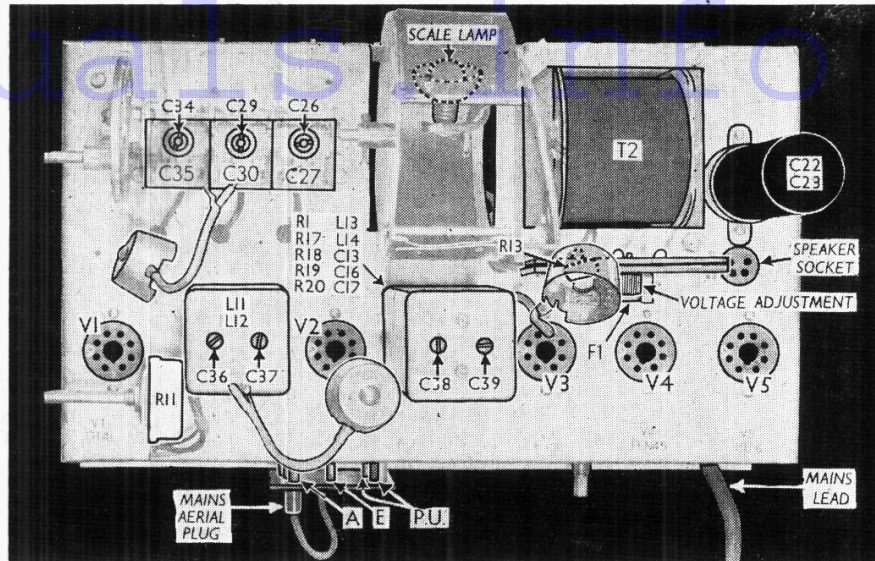 uals.info
SCALE LAMP
C34 C29 C26
C35 C30 C27
T2
C22
C23
R1 L13
R17 L14
R18 C13
R19 C16
R20 C17
R13
SPEAKER
SOCKET
VOLTAGE ADJUSTMENT
F1
L11
L12
V1
V2
V3
V4
V5
C36 C37
C38 C39
R11
MAINS
AERIAL
PLUG
A
E
P.U.
MAINS
LEAD